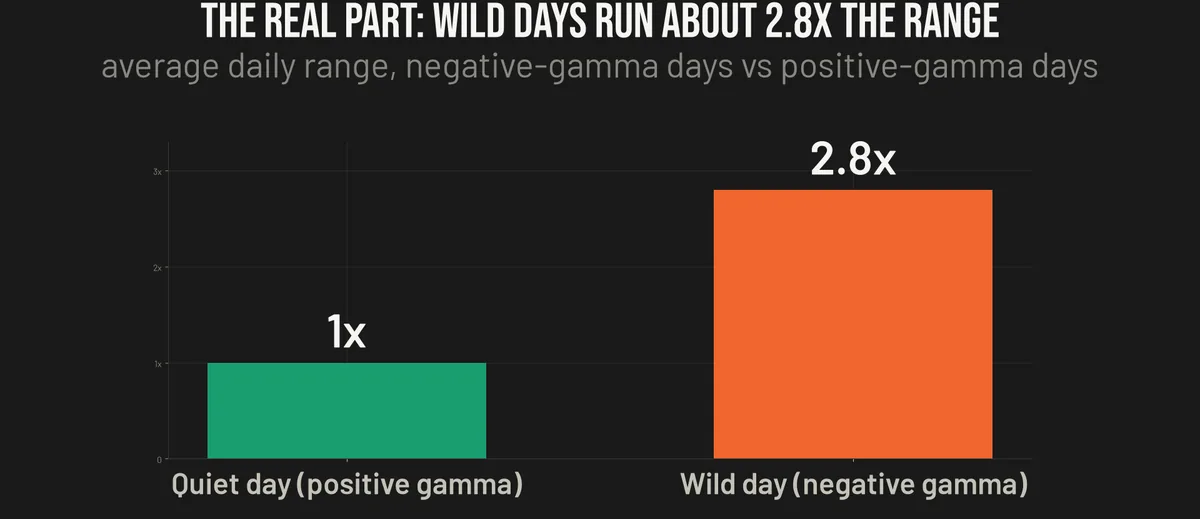 THE REAL PART: WILD DAYS RUN ABOUT 2.8X THE RANGE
average daily range, negative-gamma days vs positive-gamma days
3x
2.8x
2x
1x
1x
0
Quiet day (positive gamma)
Wild day (negative gamma)